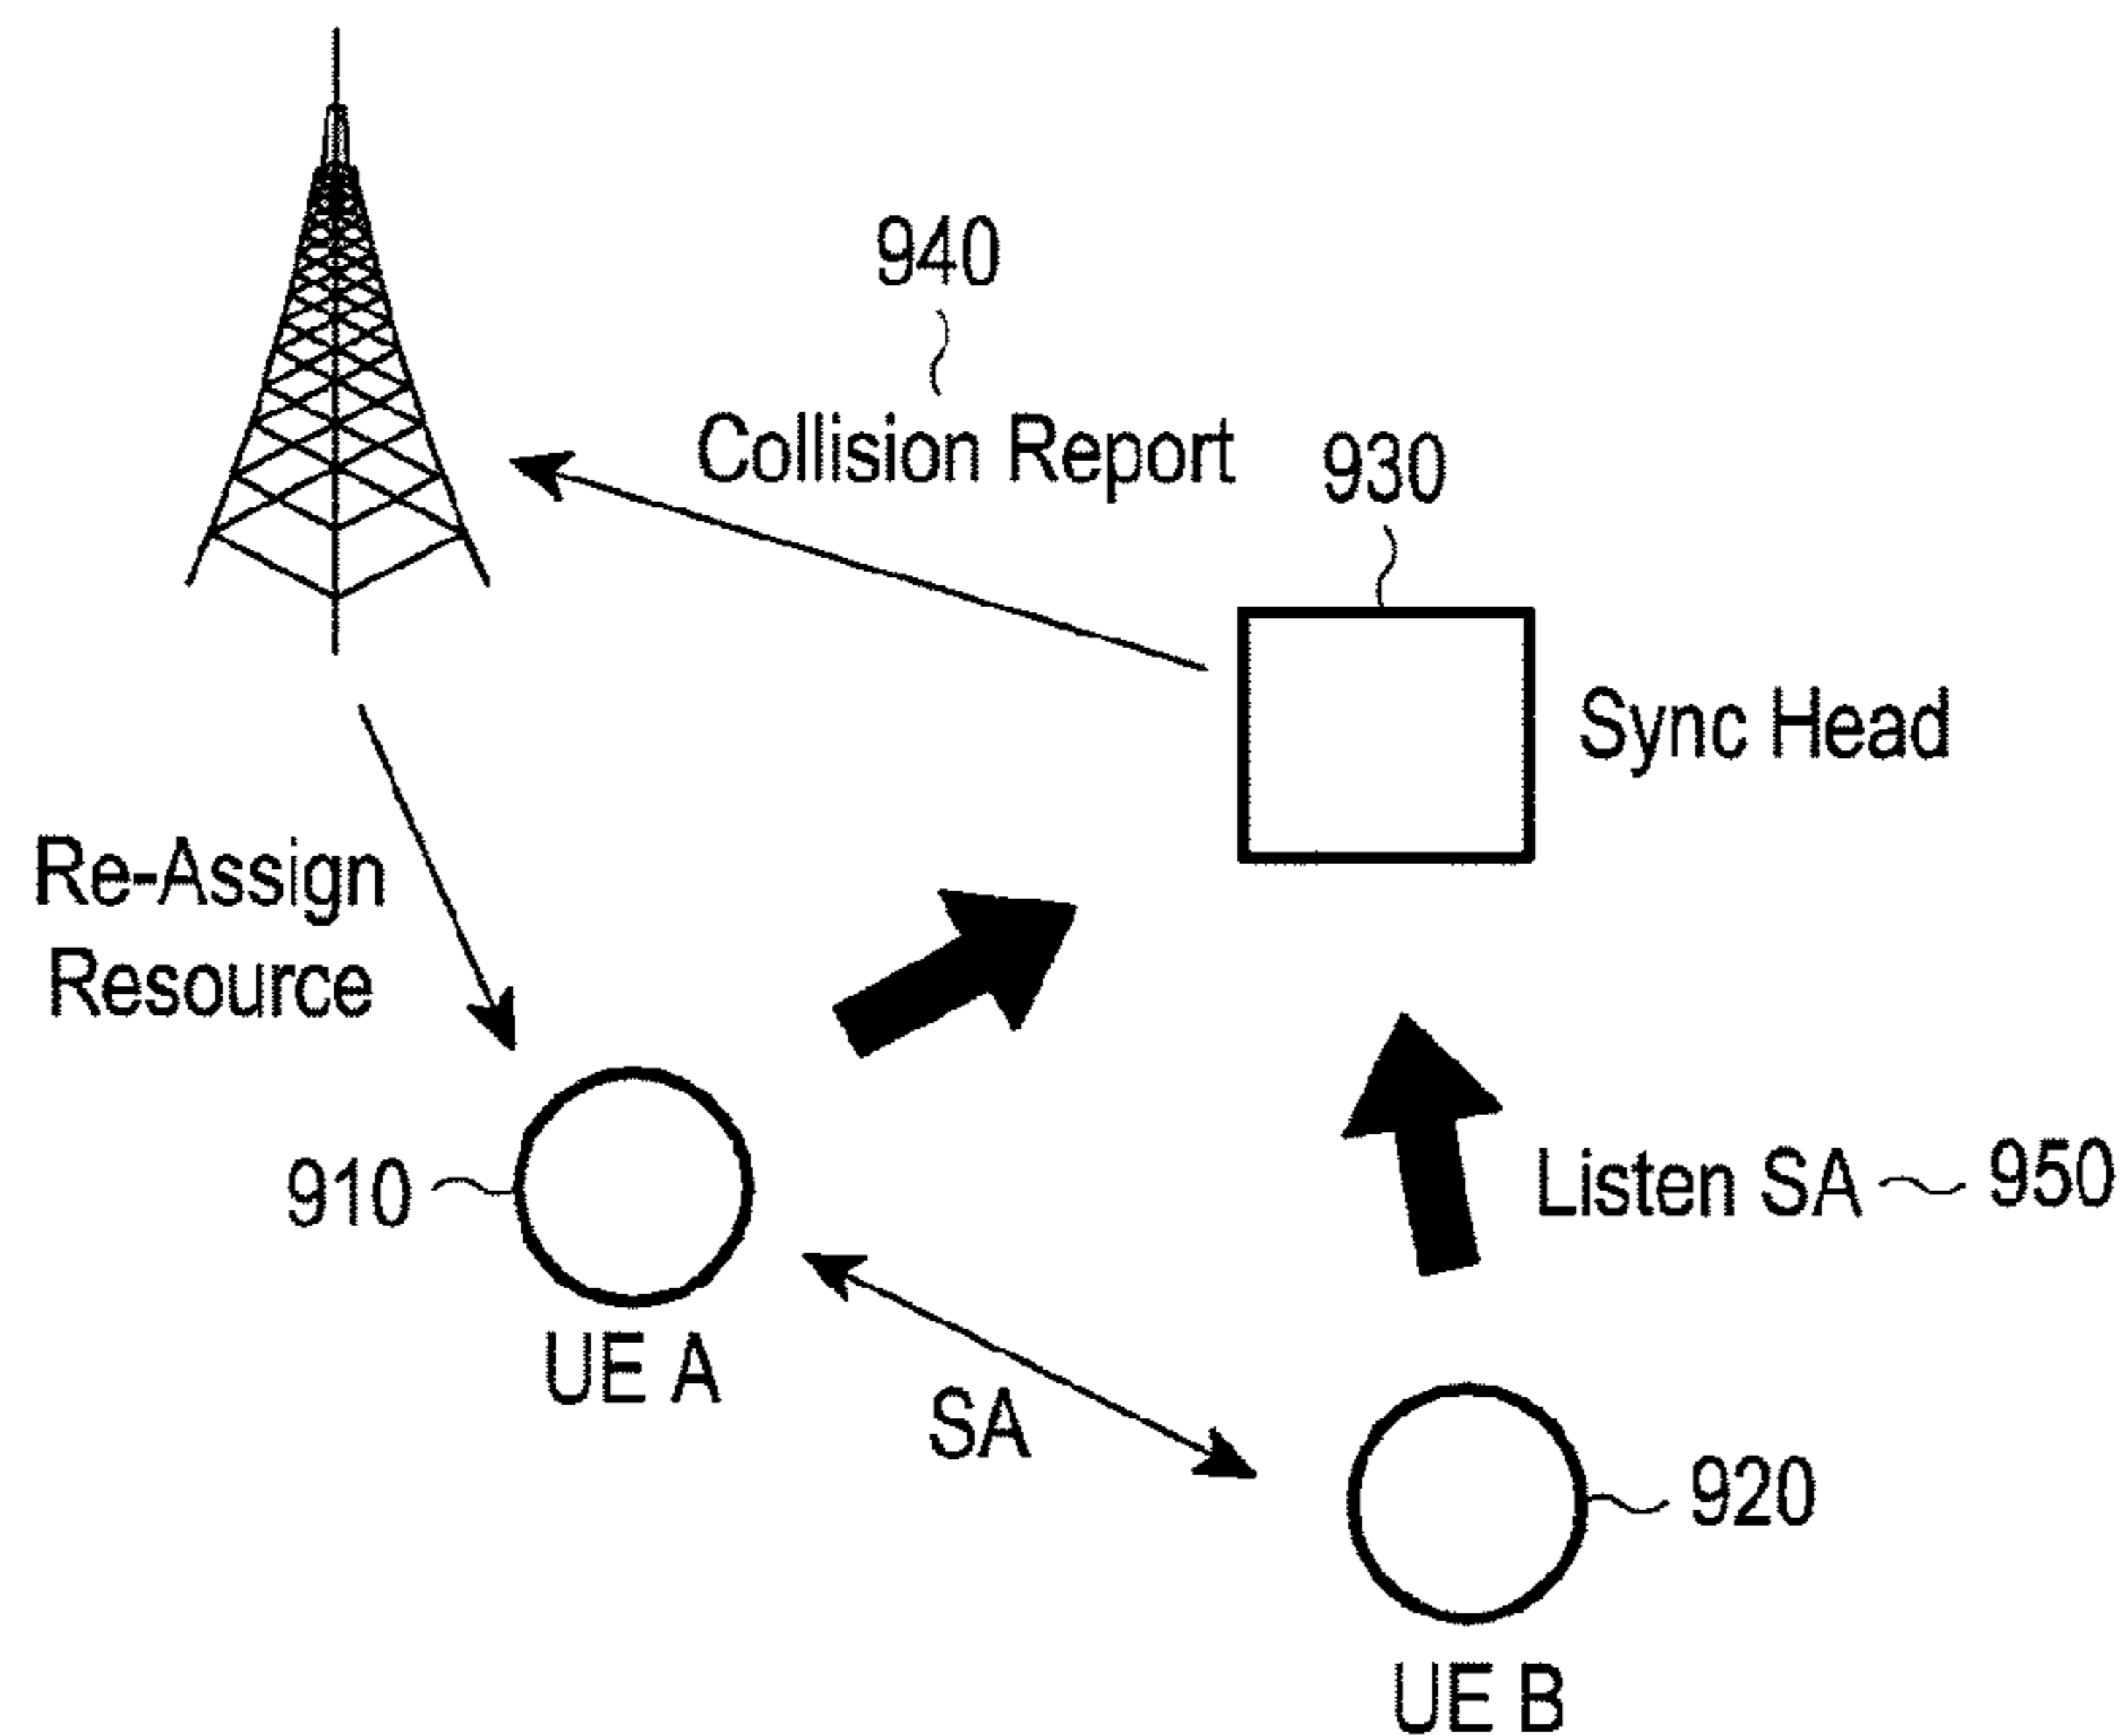 940
Collision Report
930
Sync Head
Re-Assign
Resource
910
Listen SA
950
UE A
SA
920
UE B